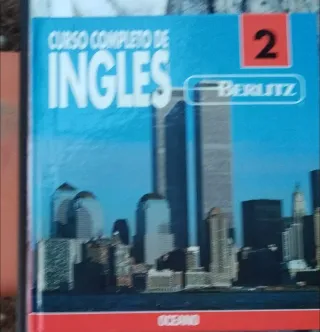 CURSO COMPLETO DE
INGLES
2
BERLITZ
OCEANO